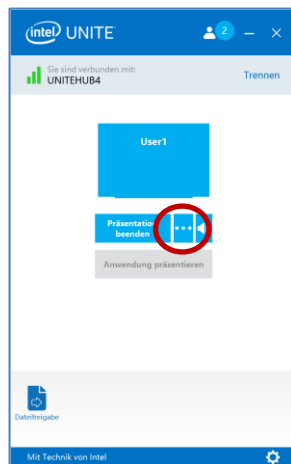 intel UNITE 2
Sie sind verbunden mit:
UNITEHUB4 Trennen
User1
Präsentation
beenden
Anwendung präsentieren
Dateifreigabe
Mit Technik von Intel